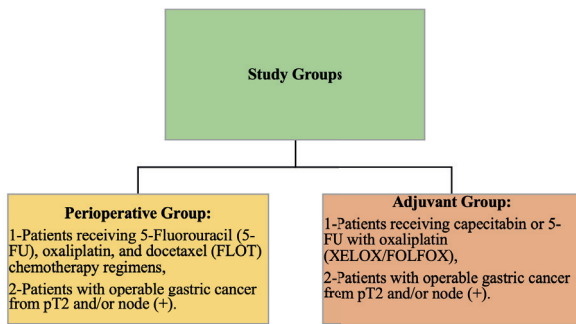 Study Groups
Perioperative Group:
1-Patients receiving 5-Fluorouracil (5-
FU), oxaliplatin, and docetaxel (FLOT)
chemotherapy regimens,
2-Patients with operable gastric cancer
from pT2 and/or node (+).
Adjuvant Group:
1-Patients receiving capecitabin or 5-
FU with oxaliplatin
(XELOX/FOLFOX),
2-Patients with operable gastric cancer
from pT2 and/or node (+).